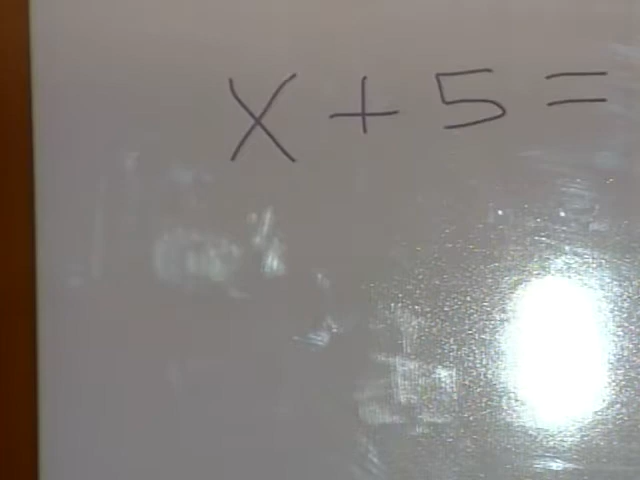 x + 5 =